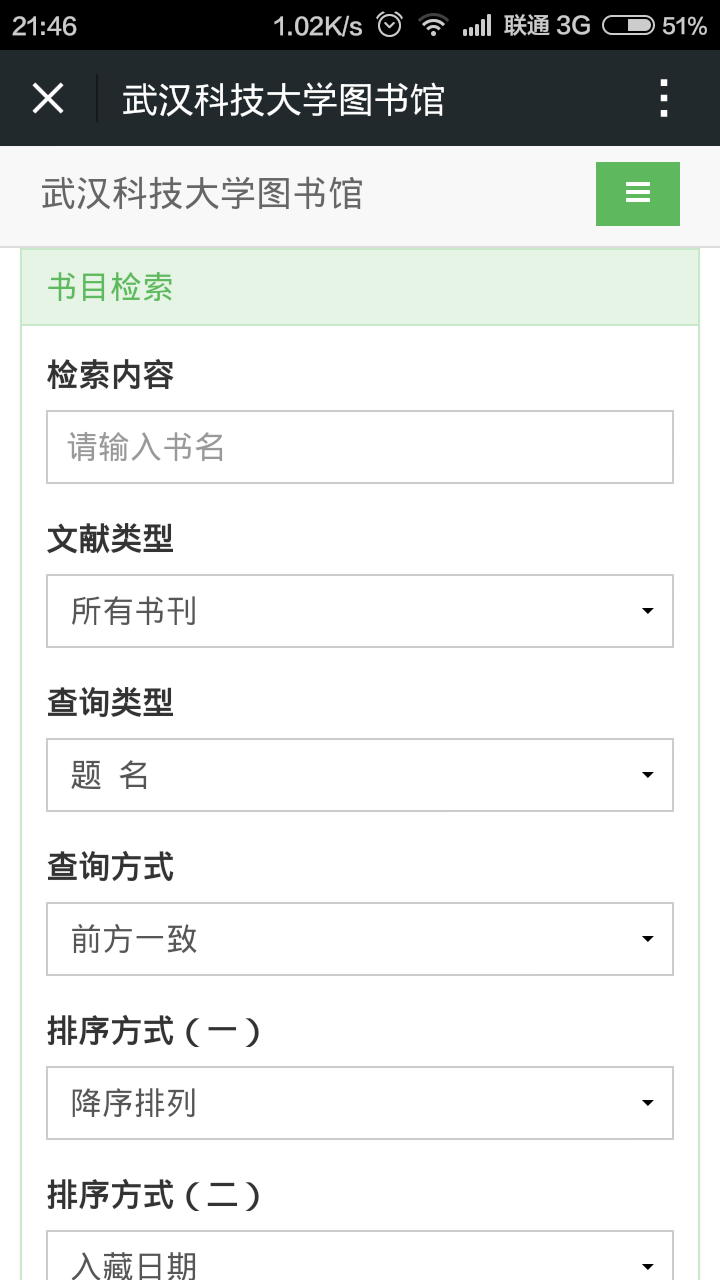 21:46 1.02K/s 联通 3G 51%
武汉科技大学图书馆
武汉科技大学图书馆
书目检索
检索内容
请输入书名
文献类型
所有书刊
查询类型
题 名
查询方式
前方一致
排序方式（一）
降序排列
排序方式（二）
入藏日期